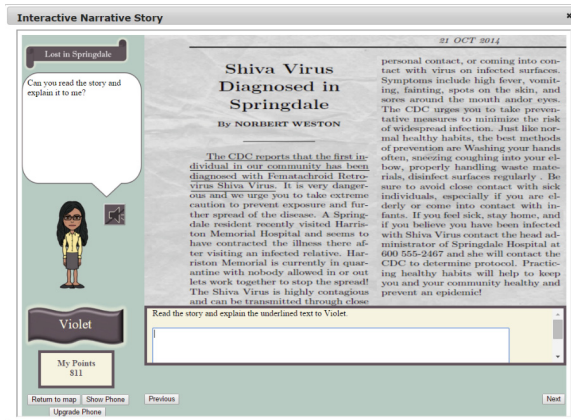 Interactive Narrative Story
×
Lost in Springdale
Can you read the story and
explain it to me?
Violet
My Points
811
Return to map
Show Phone
Upgrade Phone
21 OCT 2014
Shiva Virus
Diagnosed in
Springdale
By NORBERT WESTON
The CDC reports that the first in-
dividual in our community has been
diagnosed with Fematachroid Retro-
virus Shiva Virus. It is very danger-
ous and we urge you to take extreme
caution to prevent exposure and fur-
ther spread of the disease. A Spring-
dale resident recently visited Harris-
ton Memorial Hospital and seems to
have contracted the illness there af-
ter visiting an infected relative. Har-
riston Memorial is currently in quar-
antine with nobody allowed in or out
lets work together to stop the spread!
The Shiva Virus is highly contagious
and can be transmitted through close
personal contact, or coming into con-
tact with virus on infected surfaces.
Symptoms include high fever, vomit-
ing, fainting, spots on the skin, and
sores around the mouth andor eyes.
The CDC urges you to take preven-
tative measures to minimize the risk
of widespread infection. Just like nor-
mal healthy habits, the best methods
of prevention are Washing your hands
often, sneezing coughing into your el-
bow, properly handling waste mate-
rials, disinfect surfaces regularly . Be
sure to avoid close contact with sick
individuals, especially if you are el-
derly or come into contact with in-
fants. If you feel sick, stay home, and
if you believe you have been infected
with Shiva Virus contact the head ad-
ministrator of Springdale Hospital at
600 555-2467 and she will contact the
CDC to determine protocol. Practic-
ing healthy habits will help to keep
you and your community healthy and
prevent an epidemic!
Read the story and explain the underlined text to Violet.
Previous
Next